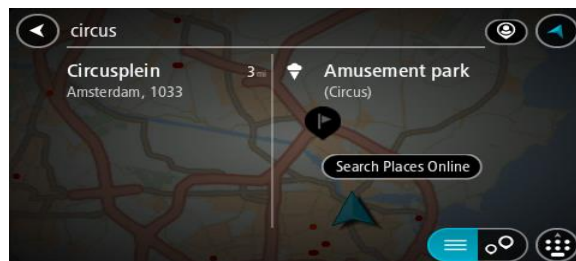 circus
Circusplein
3 mi
Amsterdam, 1033
Amusement park
(Circus)
Search Places Online